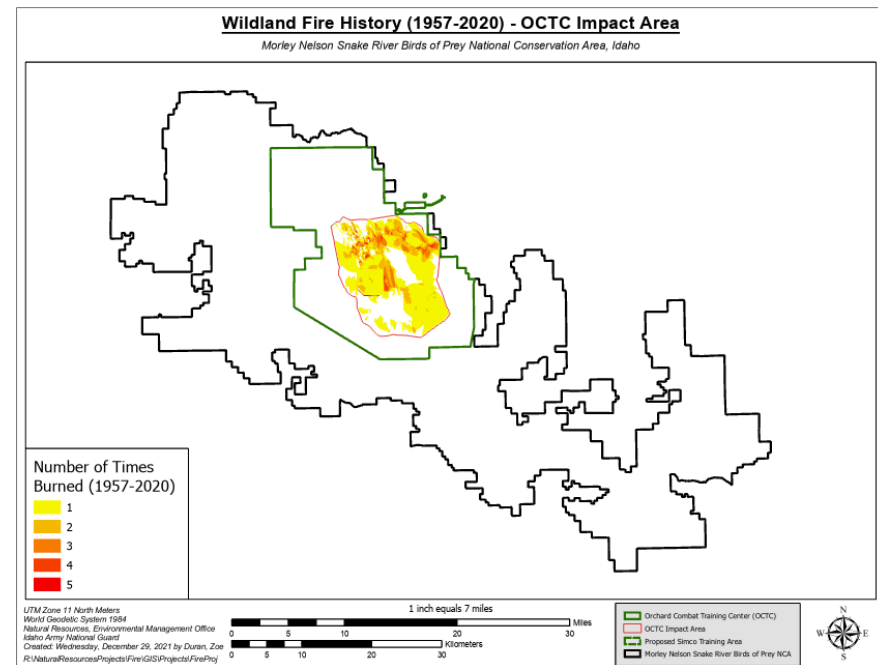 Wildland Fire History (1957-2020) - OCTC Impact Area
Morley Nelson Snake River Birds of Prey National Conservation Area, Idaho
Number of Times
Burned (1957-2020)
1
2
3
4
5
UTM Zone 11 North Meters
World Geodetic System 1984
Natural Resources, Environmental Management Office
Idaho Army National Guard
Created: Wednesday, December 29, 2021 by Duran, Zoe
R:\NaturalResourcesProjects\Fire\GIS\Projects\FireProj
1 inch equals 7 miles
Miles
0 5 10 20 30
Kilometers
0 5 10 20 30
Orchard Combat Training Center (OCTC)
OCTC Impact Area
Proposed Simco Training Area
Morley Nelson Snake River Birds of Prey NCA
N
W E
S